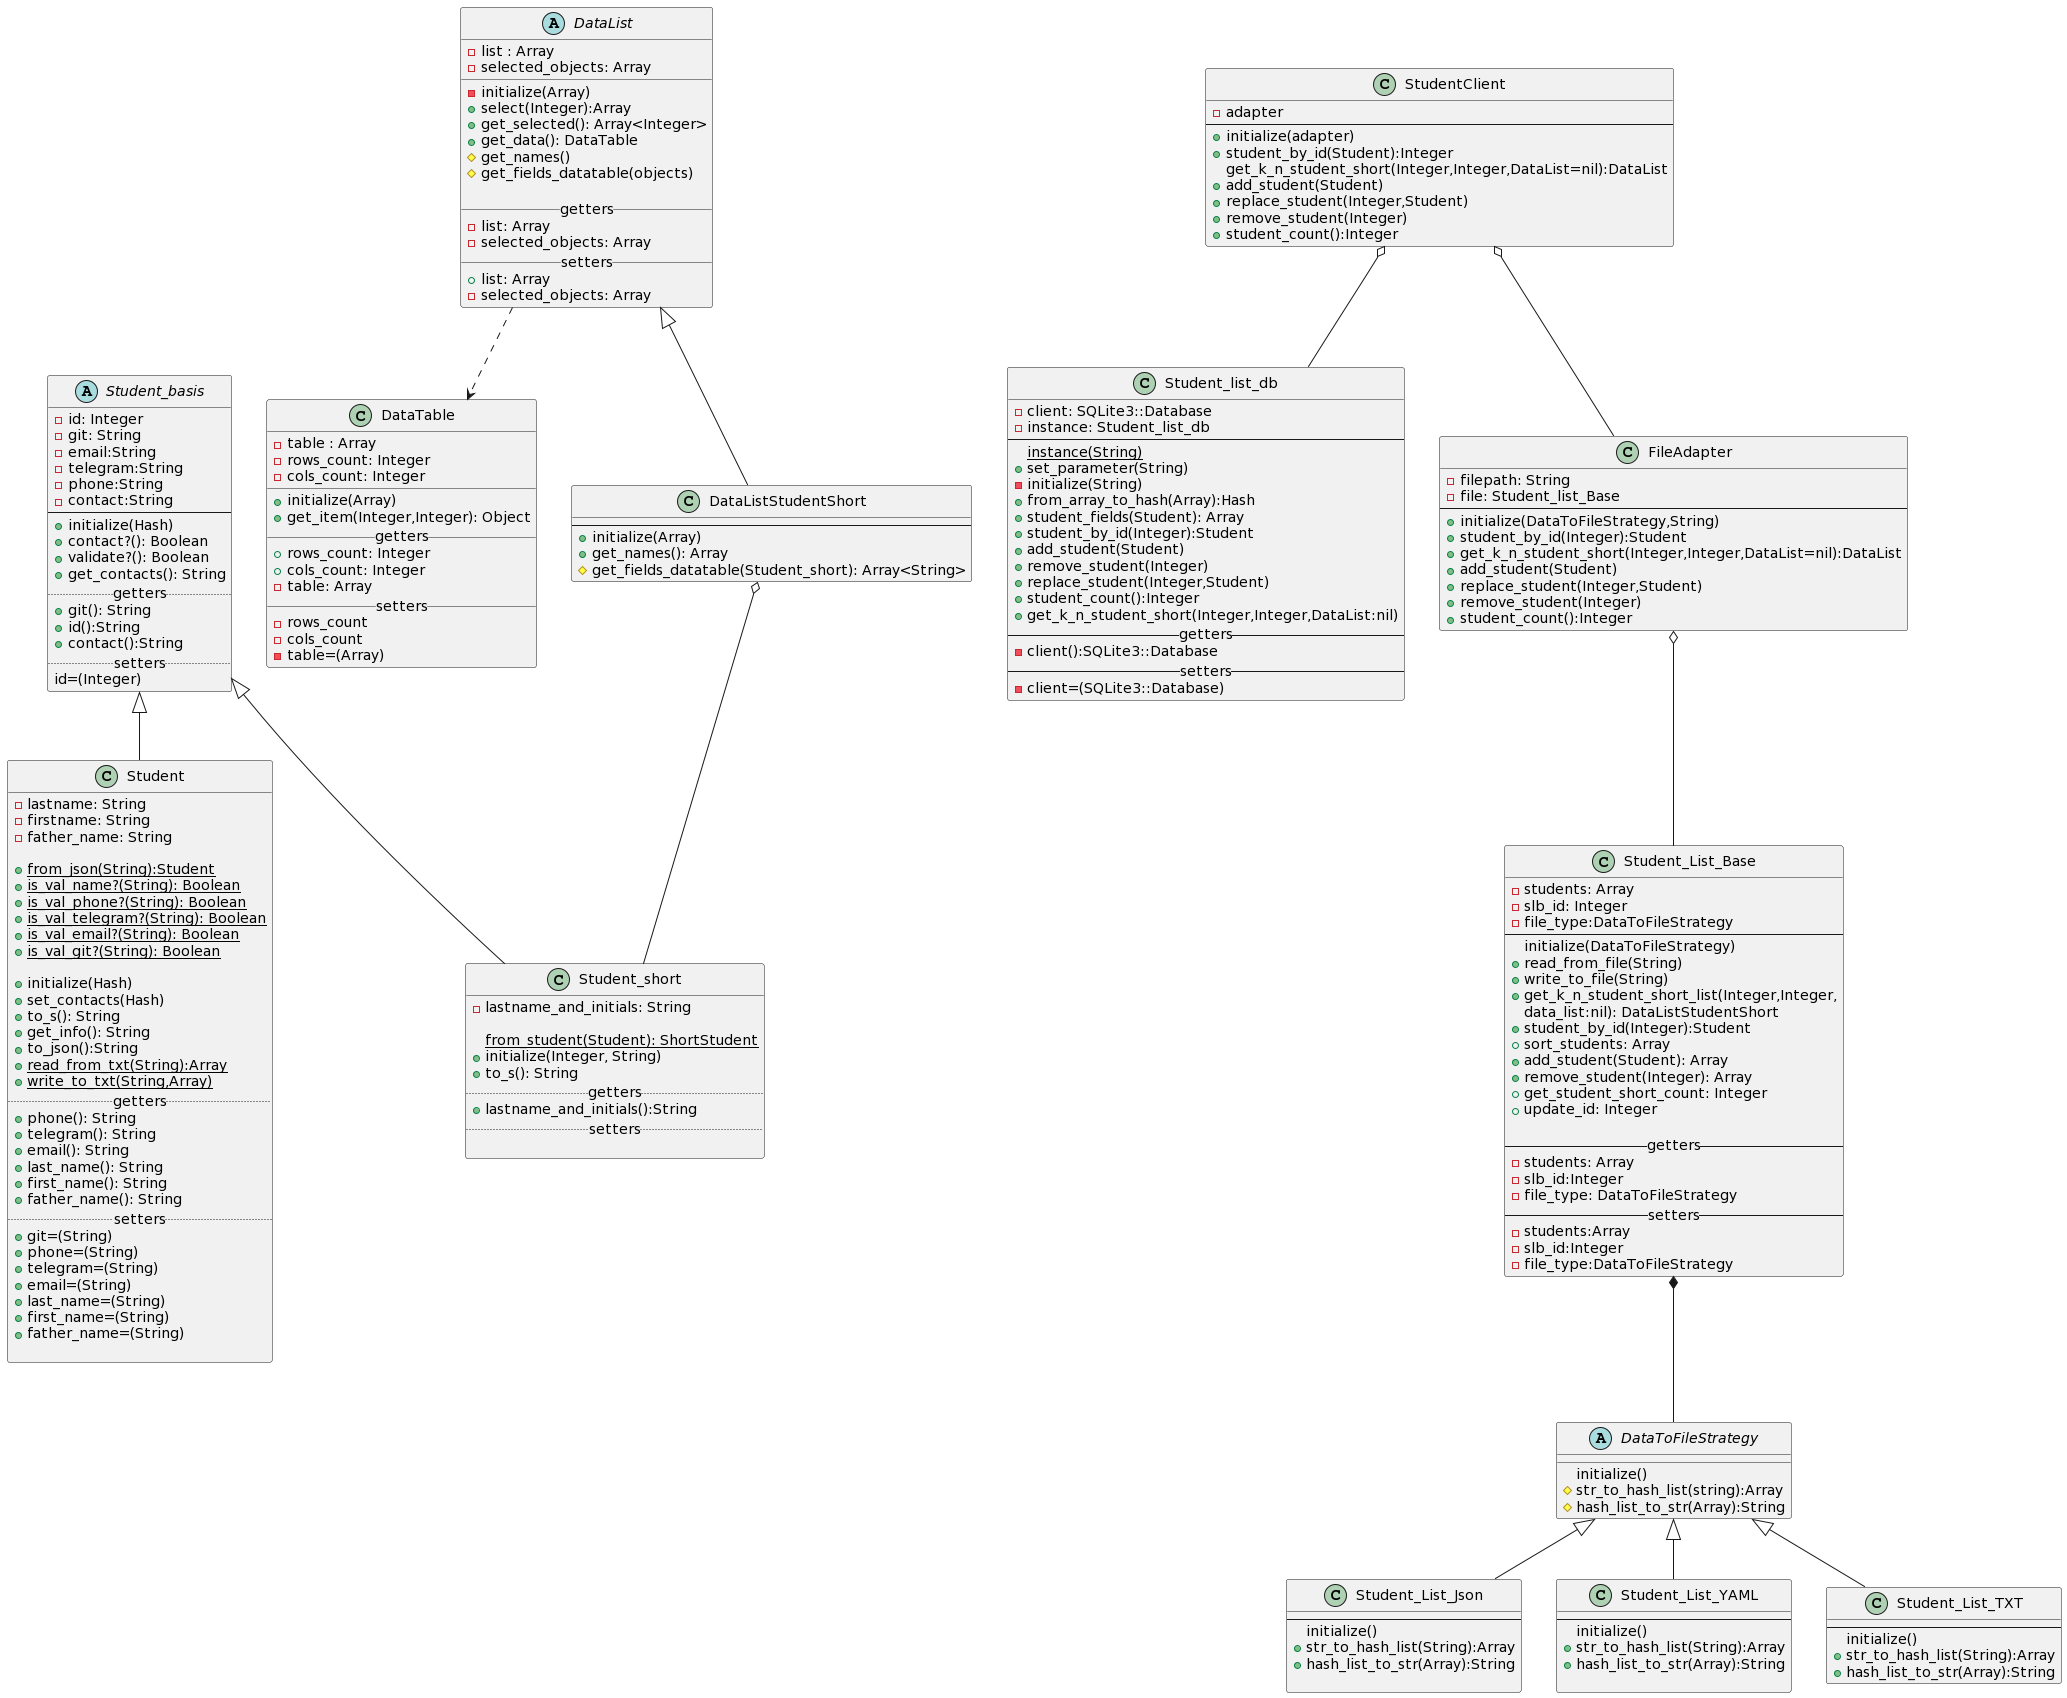 A DataList
list : Array
selected_objects: Array
initialize(Array)
select(Integer):Array
get_selected(): Array<Integer>
get_data(): DataTable
get_names()
get_fields_datatable(objects)
getters
list: Array
selected_objects: Array
setters
list: Array
selected_objects: Array
C StudentClient
adapter
initialize(adapter)
student_by_id(Student):Integer
get_k_n_student_short(Integer,Integer,DataList=nil):DataList
add_student(Student)
replace_student(Integer,Student)
remove_student(Integer)
student_count():Integer
A Student_basis
id: Integer
git: String
email:String
telegram:String
phone:String
contact:String
initialize(Hash)
contact?(): Boolean
validate?(): Boolean
get_contacts(): String
getters
git(): String
id():String
contact():String
setters
id=(Integer)
C DataTable
table : Array
rows_count: Integer
cols_count: Integer
initialize(Array)
get_item(Integer,Integer): Object
getters
rows_count: Integer
cols_count: Integer
table: Array
setters
rows_count
cols_count
table=(Array)
C DataListStudentShort
initialize(Array)
get_names(): Array
get_fields_datatable(Student_short): Array<String>
C Student_list_db
client: SQLite3::Database
instance: Student_list_db
instance(String)
set_parameter(String)
initialize(String)
from_array_to_hash(Array):Hash
student_fields(Student): Array
student_by_id(Integer):Student
add_student(Student)
remove_student(Integer)
replace_student(Integer,Student)
student_count():Integer
get_k_n_student_short(Integer,Integer,DataList:nil)
getters
client():SQLite3::Database
setters
client=(SQLite3::Database)
C FileAdapter
filepath: String
file: Student_list_Base
initialize(DataToFileStrategy,String)
student_by_id(Integer):Student
get_k_n_student_short(Integer,Integer,DataList=nil):DataList
add_student(Student)
replace_student(Integer,Student)
remove_student(Integer)
student_count():Integer
C Student
lastname: String
firstname: String
father_name: String
from_json(String):Student
is_val_name?(String): Boolean
is_val_phone?(String): Boolean
is_val_telegram?(String): Boolean
is_val_email?(String): Boolean
is_val_git?(String): Boolean
initialize(Hash)
set_contacts(Hash)
to_s(): String
get_info(): String
to_json():String
read_from_txt(String):Array
write_to_txt(String,Array)
getters
phone(): String
telegram(): String
email(): String
last_name(): String
first_name(): String
father_name(): String
setters
git=(String)
phone=(String)
telegram=(String)
email=(String)
last_name=(String)
first_name=(String)
father_name=(String)
C Student_short
lastname_and_initials: String
from_student(Student): ShortStudent
initialize(Integer, String)
to_s(): String
getters
lastname_and_initials():String
setters
C Student_List_Base
students: Array
slb_id: Integer
file_type:DataToFileStrategy
initialize(DataToFileStrategy)
read_from_file(String)
write_to_file(String)
get_k_n_student_short_list(Integer,Integer,
data_list:nil): DataListStudentShort
student_by_id(Integer):Student
sort_students: Array
add_student(Student): Array
remove_student(Integer): Array
get_student_short_count: Integer
update_id: Integer
getters
students: Array
slb_id:Integer
file_type: DataToFileStrategy
setters
students:Array
slb_id:Integer
file_type:DataToFileStrategy
A DataToFileStrategy
initialize()
str_to_hash_list(string):Array
hash_list_to_str(Array):String
C Student_List_Json
initialize()
str_to_hash_list(String):Array
hash_list_to_str(Array):String
C Student_List_YAML
initialize()
str_to_hash_list(String):Array
hash_list_to_str(Array):String
C Student_List_TXT
initialize()
str_to_hash_list(String):Array
hash_list_to_str(Array):String